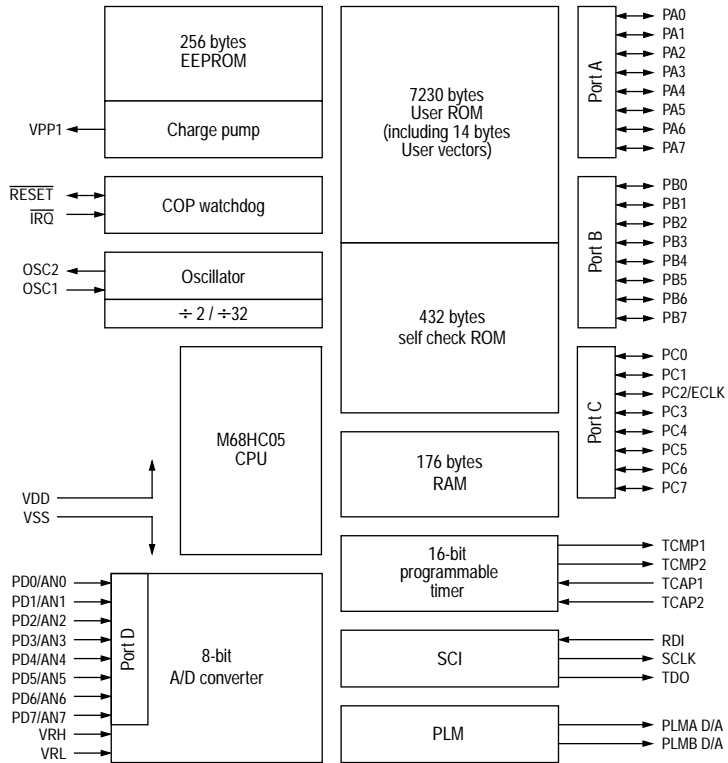 256 bytes
EEPROM
VPP1
Charge pump
RESET
IRQ
COP watchdog
OSC2
OSC1
Oscillator
÷ 2 / ÷32
M68HC05
CPU
VDD
VSS
PD0/AN0
PD1/AN1
PD2/AN2
PD3/AN3
PD4/AN4
PD5/AN5
PD6/AN6
PD7/AN7
VRH
VRL
Port D
8-bit
A/D converter
7230 bytes
User ROM
(including 14 bytes
User vectors)
432 bytes
self check ROM
176 bytes
RAM
16-bit
programmable
timer
SCI
PLM
Port A
PA0
PA1
PA2
PA3
PA4
PA5
PA6
PA7
Port B
PB0
PB1
PB2
PB3
PB4
PB5
PB6
PB7
Port C
PC0
PC1
PC2/ECLK
PC3
PC4
PC5
PC6
PC7
TCMP1
TCMP2
TCAP1
TCAP2
RDI
SCLK
TDO
PLMA D/A
PLMB D/A